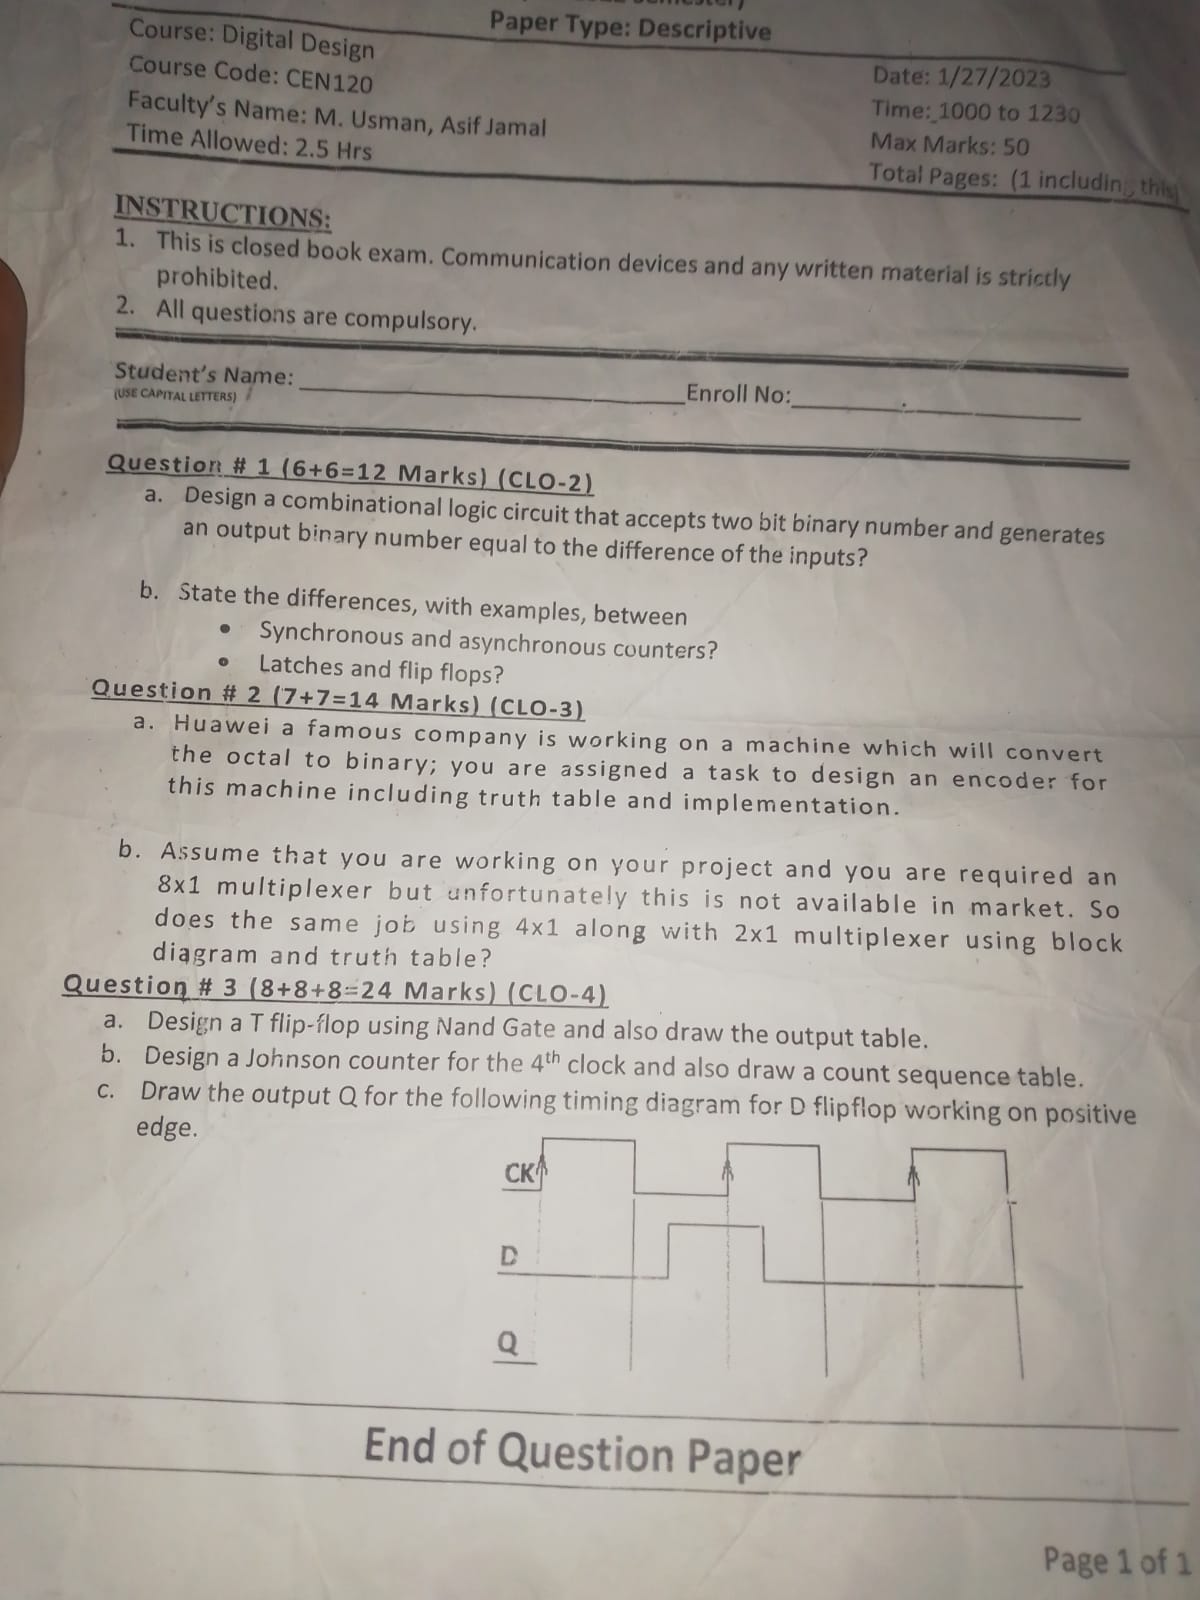 Paper Type: Descriptive
Course: Digital Design
Course Code: CEN120
Faculty's Name: M. Usman, Asif Jamal
Time Allowed: 2.5 Hrs
Date: 1/27/2023
Time: 1000 to 1230
Max Marks: 50
Total Pages: (1 including this
INSTRUCTIONS:
1. This is closed book exam. Communication devices and any written material is strictly
prohibited.
2. All questions are compulsory.
Student's Name:
(USE CAPITAL LETTERS)
Enroll No:
Question # 1 (6+6=12 Marks) (CLO-2)
a. Design a combinational logic circuit that accepts two bit binary number and generates
an output binary number equal to the difference of the inputs?
b. State the differences, with examples, between
• Synchronous and asynchronous counters?
• Latches and flip flops?
Question # 2 (7+7=14 Marks) (CLO-3)
a. Huawei a famous company is working on a machine which will convert
the octal to binary; you are assigned a task to design an encoder for
this machine including truth table and implementation.
b. Assume that you are working on your project and you are required an
8x1 multiplexer but unfortunately this is not available in market. So
does the same job using 4x1 along with 2x1 multiplexer using block
diagram and truth table?
Question # 3 (8+8+8=24 Marks) (CLO-4)
a. Design a T flip-flop using Nand Gate and also draw the output table.
b. Design a Johnson counter for the 4th clock and also draw a count sequence table.
c. Draw the output Q for the following timing diagram for D flipflop working on positive
edge.
CK
D
Q
End of Question Paper
Page 1 of 1